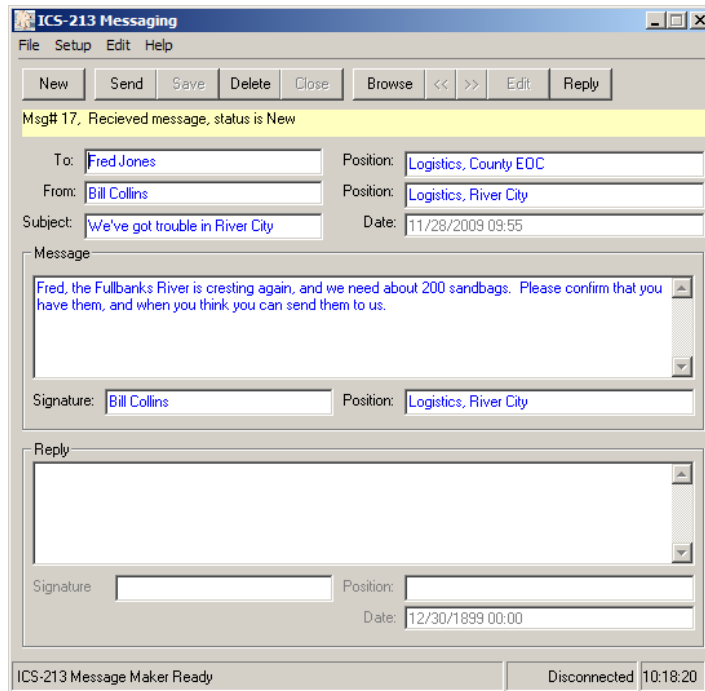 ICS-213 Messaging
File Setup Edit Help
New Send Save Delete Close Browse << >> Edit Reply
Msg# 17, Recieved message, status is New
To: Fred Jones Position: Logistics, County EOC
From: Bill Collins Position: Logistics, River City
Subject: We've got trouble in River City Date: 11/28/2009 09:55
Message
Fred, the Fullbanks River is cresting again, and we need about 200 sandbags. Please confirm that you
have them, and when you think you can send them to us.
Signature: Bill Collins Position: Logistics, River City
Reply
Signature Position:
Date: 12/30/1899 00:00
ICS-213 Message Maker Ready Disconnected 10:18:20